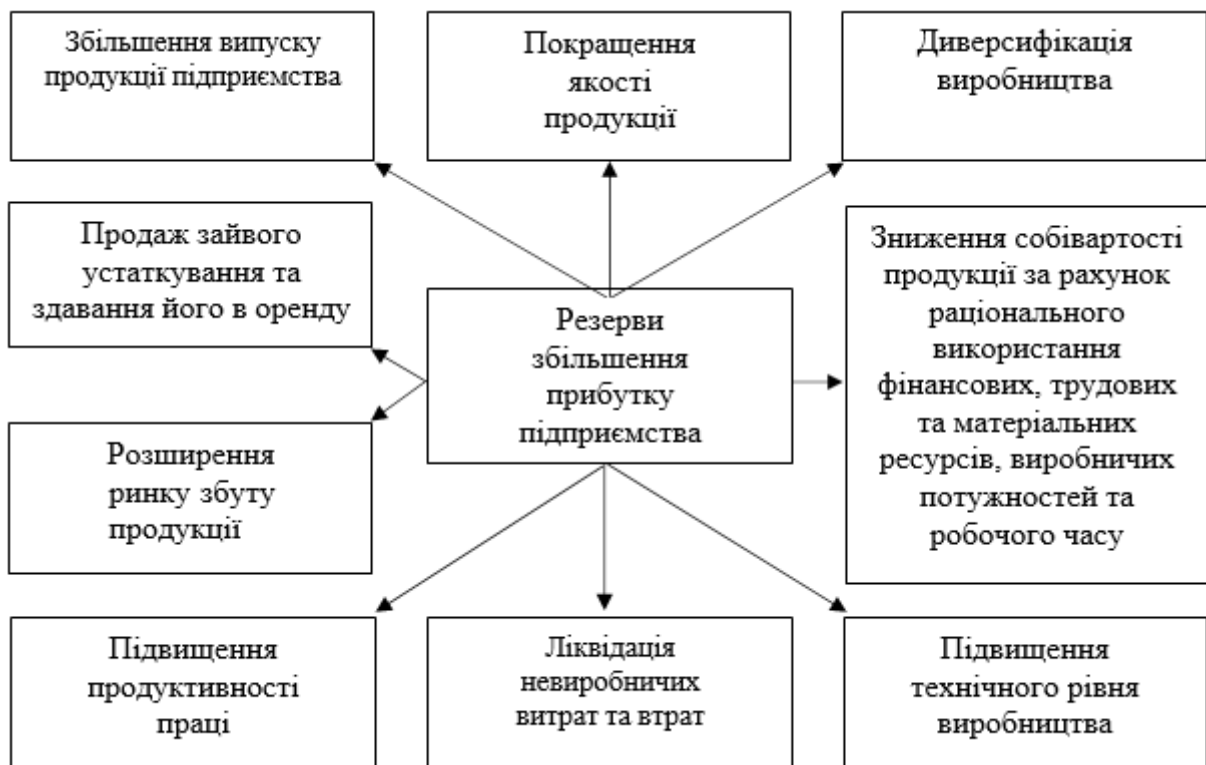 Збільшення випуску
продукції підприємства
Покращення
якості
продукції
Диверсифікація
виробництва
Продаж зайвого
устаткування та
здавання його в оренду
Резерви
збільшення
прибутку
підприємства
Зниження собівартості
продукції за рахунок
раціонального
використання
фінансових, трудових
та матеріальних
ресурсів, виробничих
потужностей та
робочого часу
Розширення
ринку збуту
продукції
Підвищення
продуктивності
праці
Ліквідація
невиробничих
витрат та втрат
Підвищення
технічного рівня
виробництва